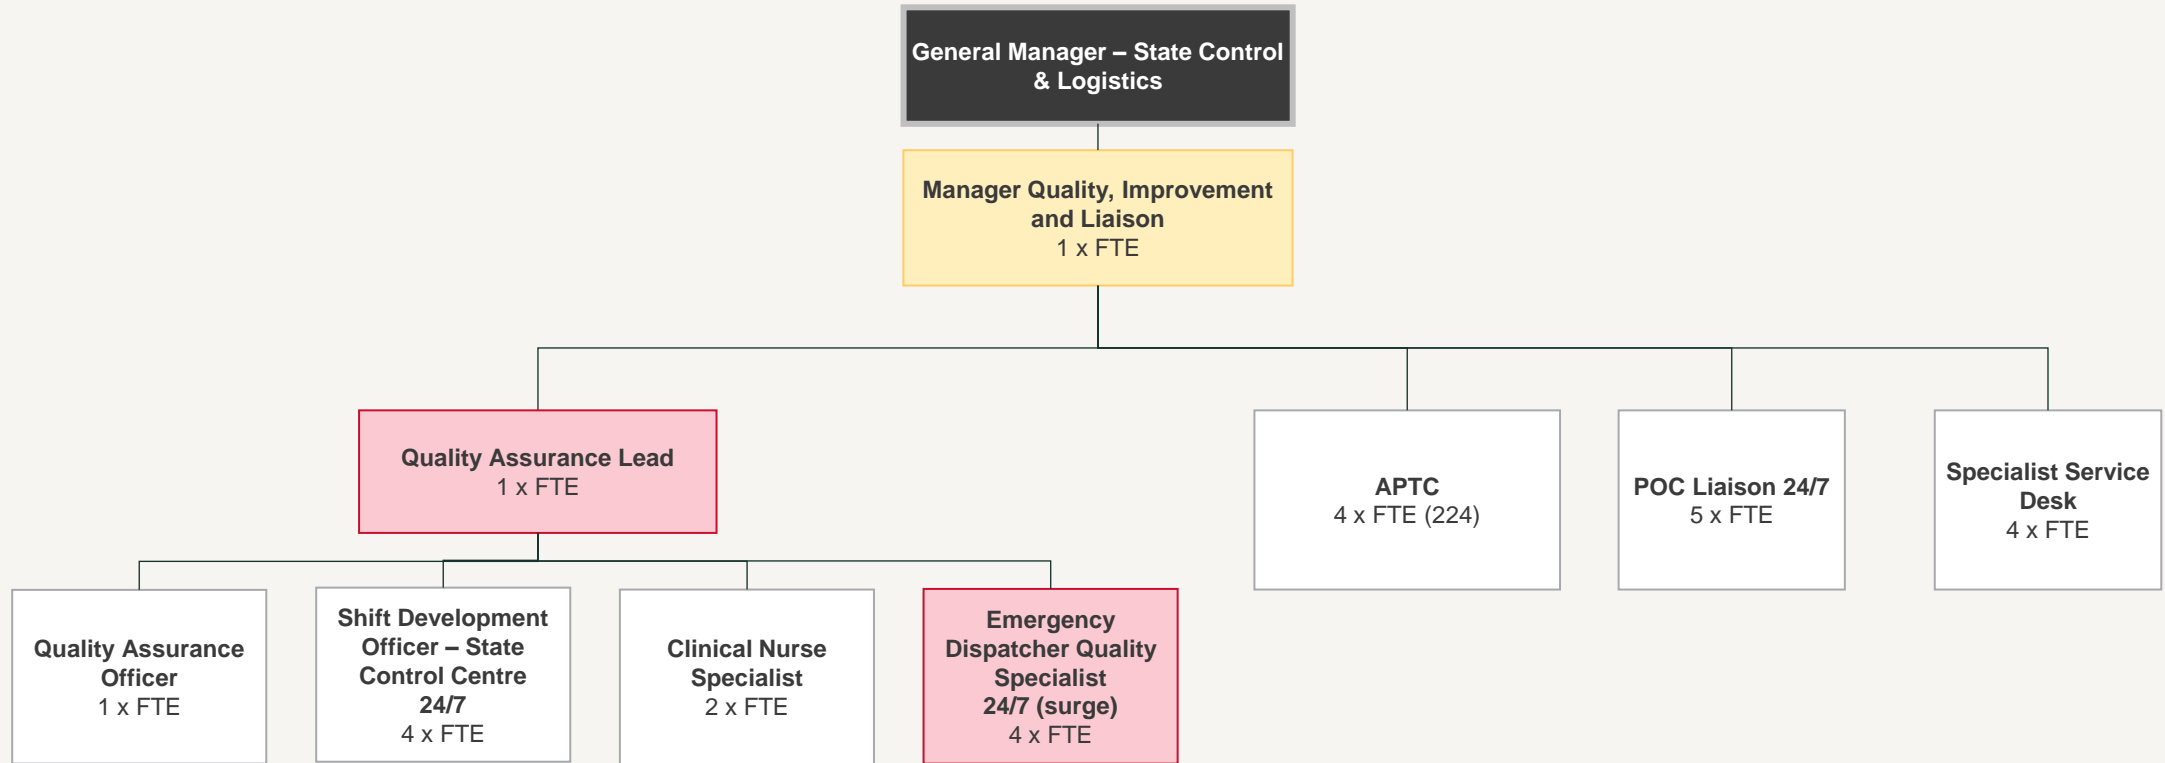 General Manager – State Control
& Logistics
Manager Quality, Improvement
and Liaison
1 x FTE
Quality Assurance Lead
1 x FTE
APTC
4 x FTE (224)
POC Liaison 24/7
5 x FTE
Specialist Service
Desk
4 x FTE
Quality Assurance
Officer
1 x FTE
Shift Development
Officer – State
Control Centre
24/7
4 x FTE
Clinical Nurse
Specialist
2 x FTE
Emergency
Dispatcher Quality
Specialist
24/7 (surge)
4 x FTE